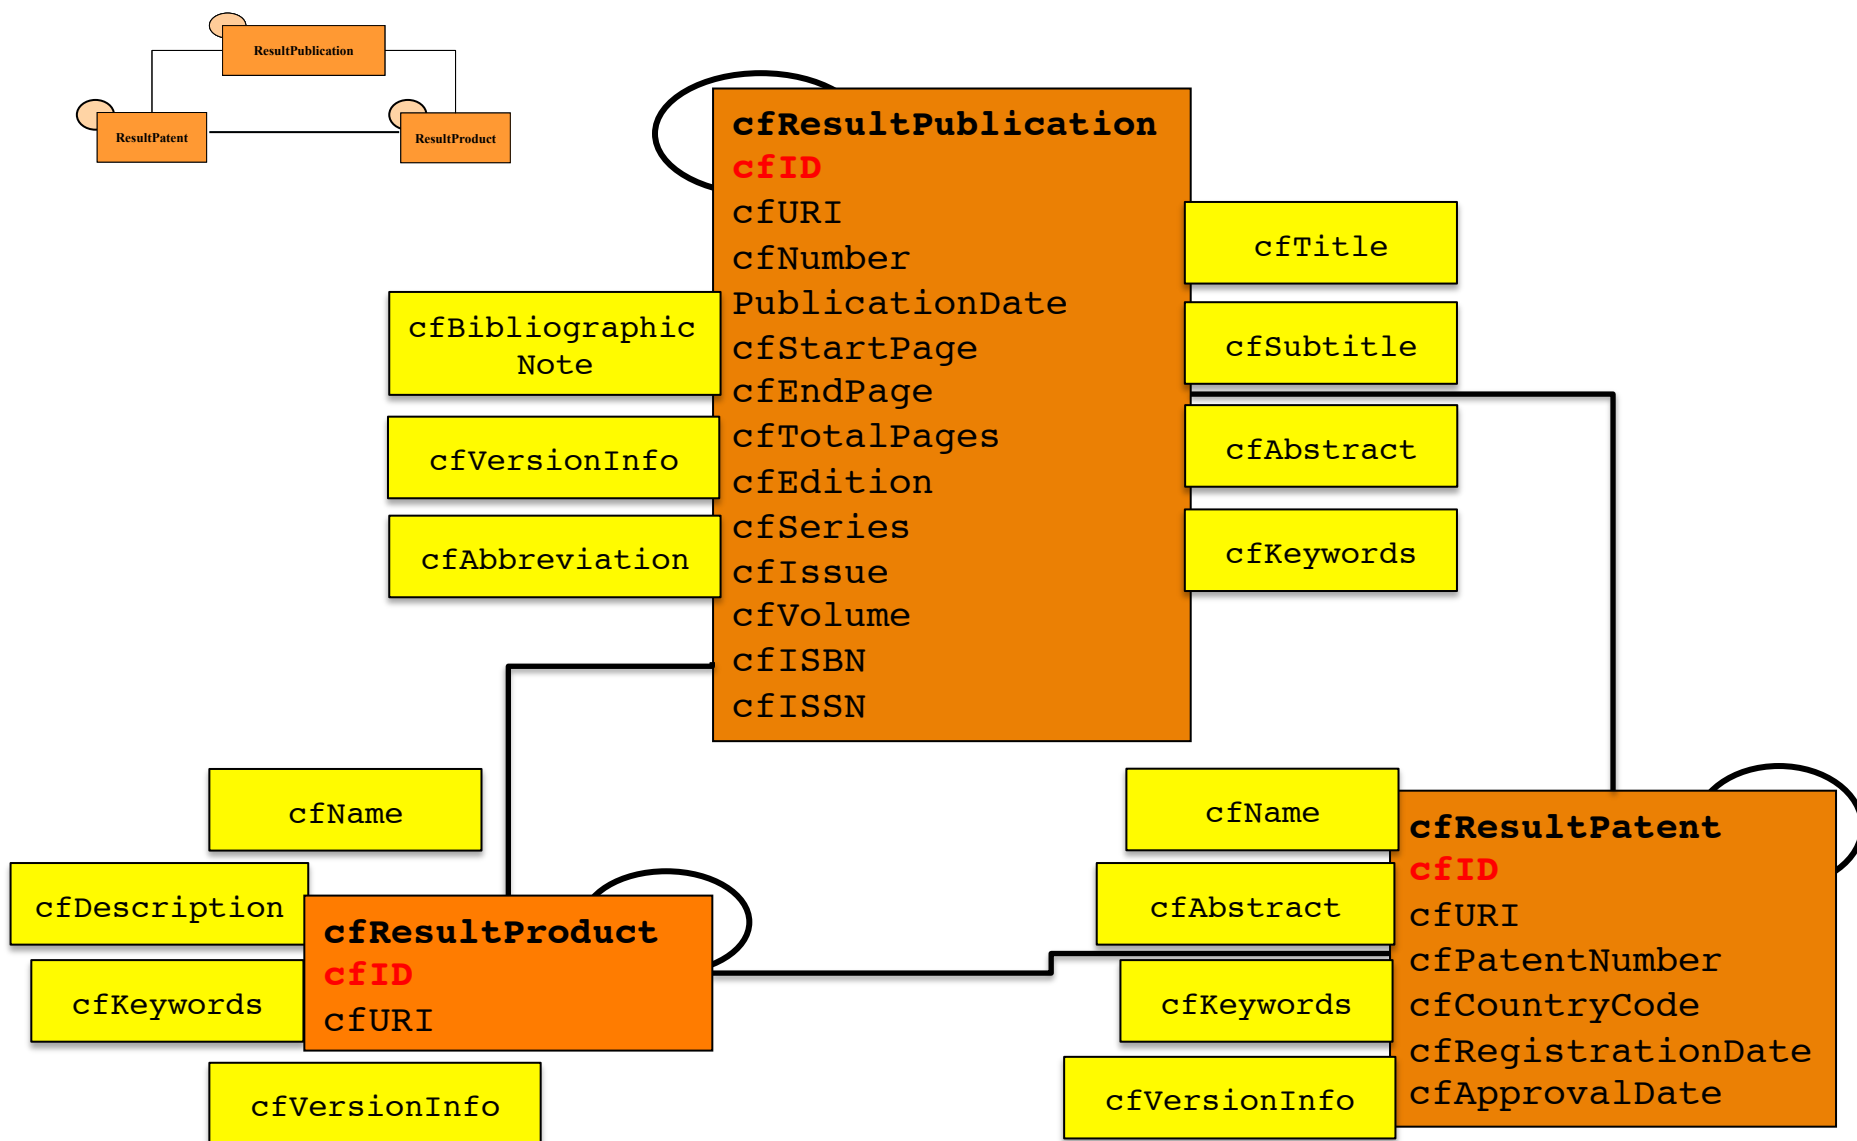 ResultPublication
ResultPatent
ResultProduct
cfResultPublication
cfID
cfURI
cfNumber
PublicationDate
cfStartPage
cfEndPage
cfTotalPages
cfEdition
cfSeries
cfIssue
cfVolume
cfISBN
cfISSN
cfBibliographic
Note
cfVersionInfo
cfAbbreviation
cfTitle
cfSubtitle
cfAbstract
cfKeywords
cfName
cfDescription
cfKeywords
cfVersionInfo
cfResultProduct
cfID
cfURI
cfName
cfAbstract
cfKeywords
cfVersionInfo
cfResultPatent
cfID
cfURI
cfPatentNumber
cfCountryCode
cfRegistrationDate
cfApprovalDate